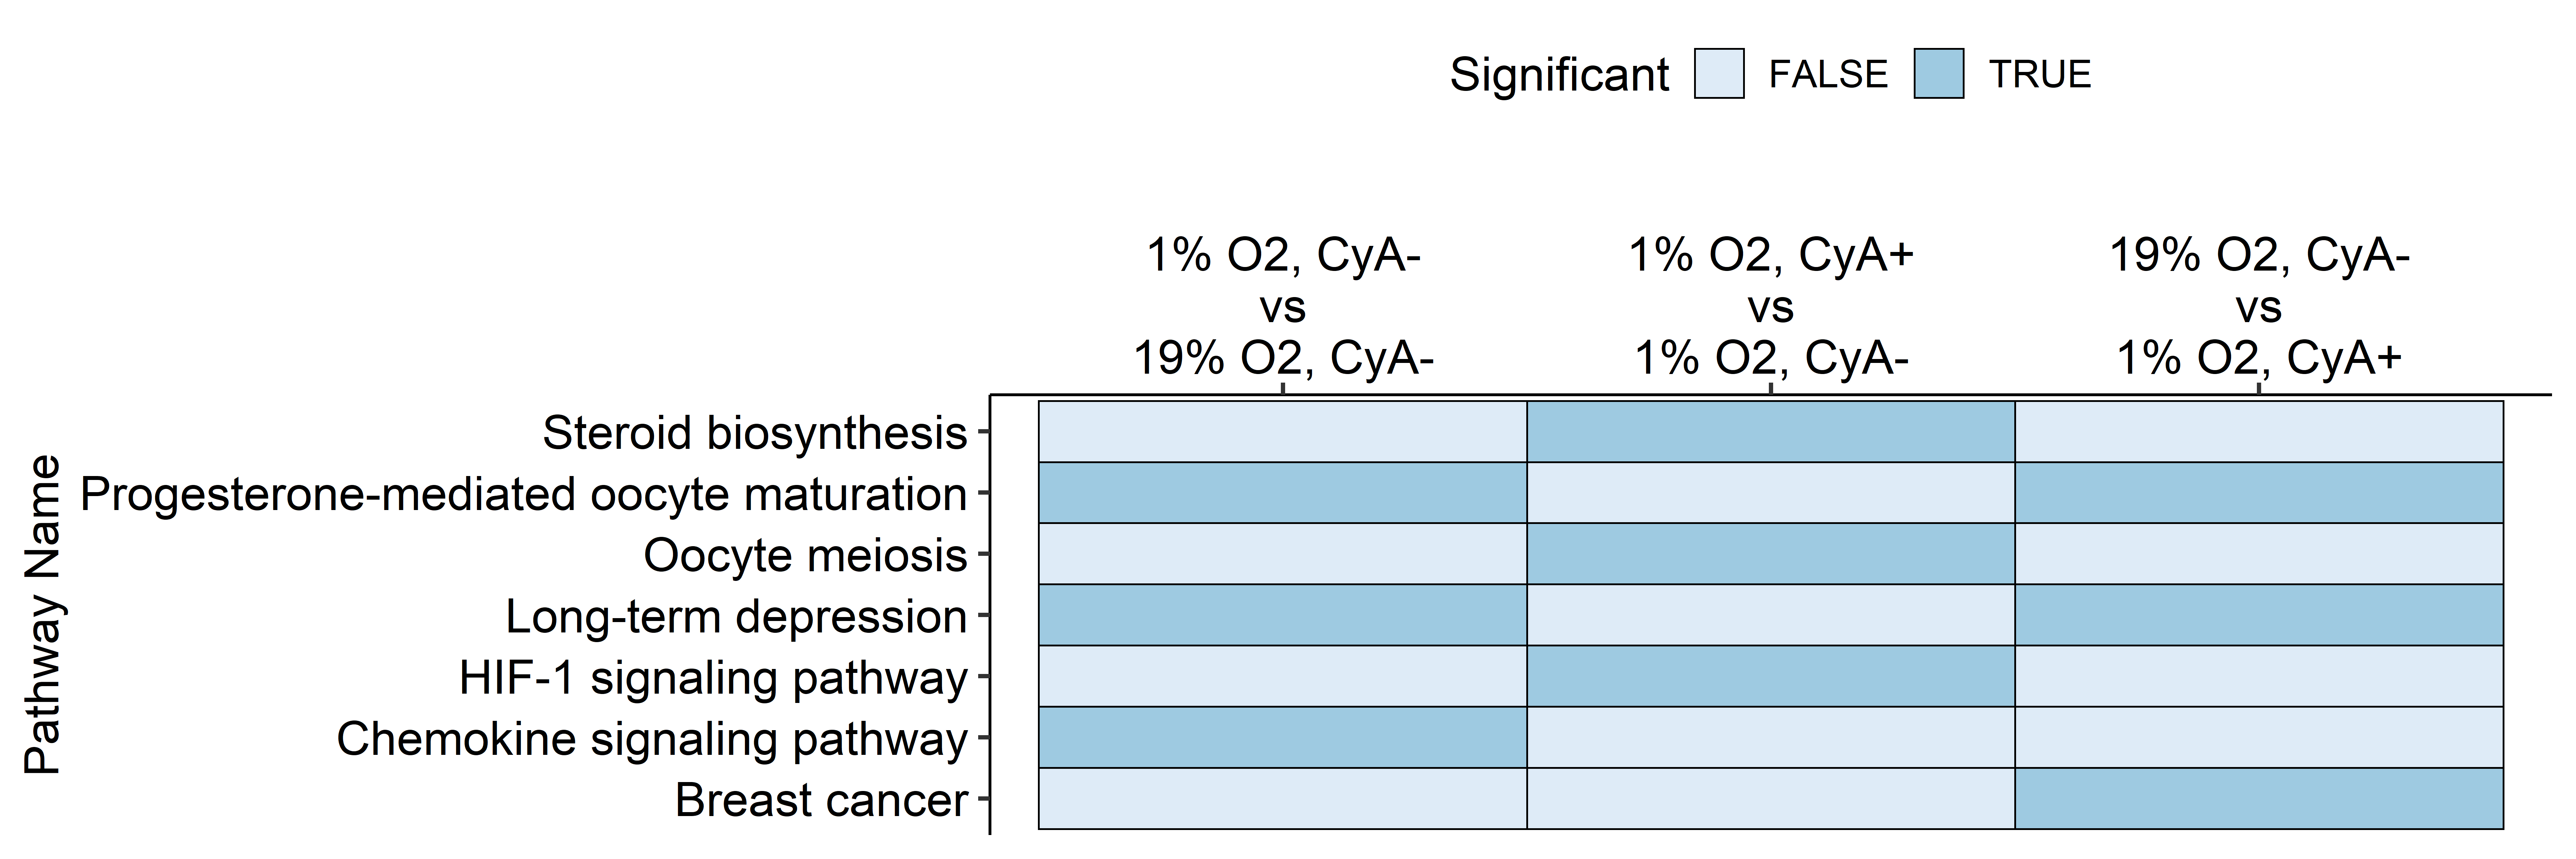 Significant FALSE TRUE
1% O2, CyA- 1% O2, CyA+ 19% O2, CyA-
vs vs vs
19% O2, CyA- 1% O2, CyA- 1% O2, CyA+
Pathway Name
Steroid biosynthesis
Progesterone-mediated oocyte maturation
Oocyte meiosis
Long-term depression
HIF-1 signaling pathway
Chemokine signaling pathway
Breast cancer